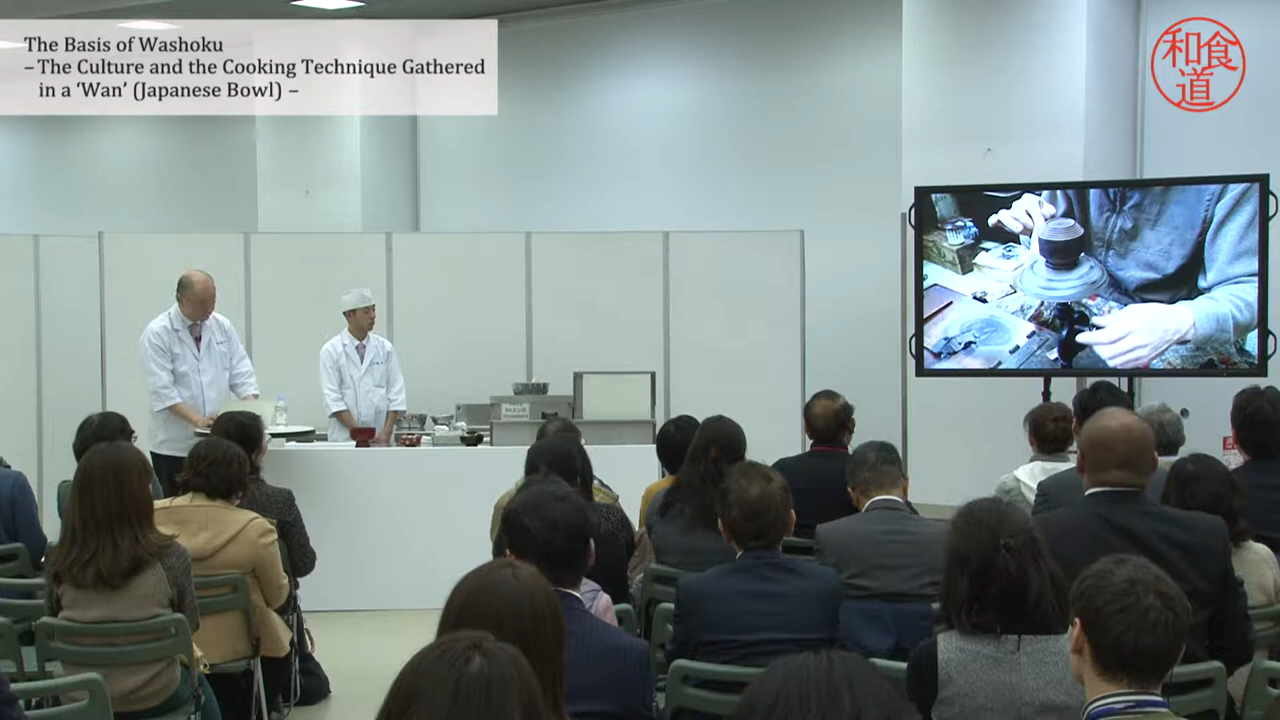 The Basis of Washoku
– The Culture and the Cooking Technique Gathered
in a ‘Wan’ (Japanese Bowl) –
和食
道